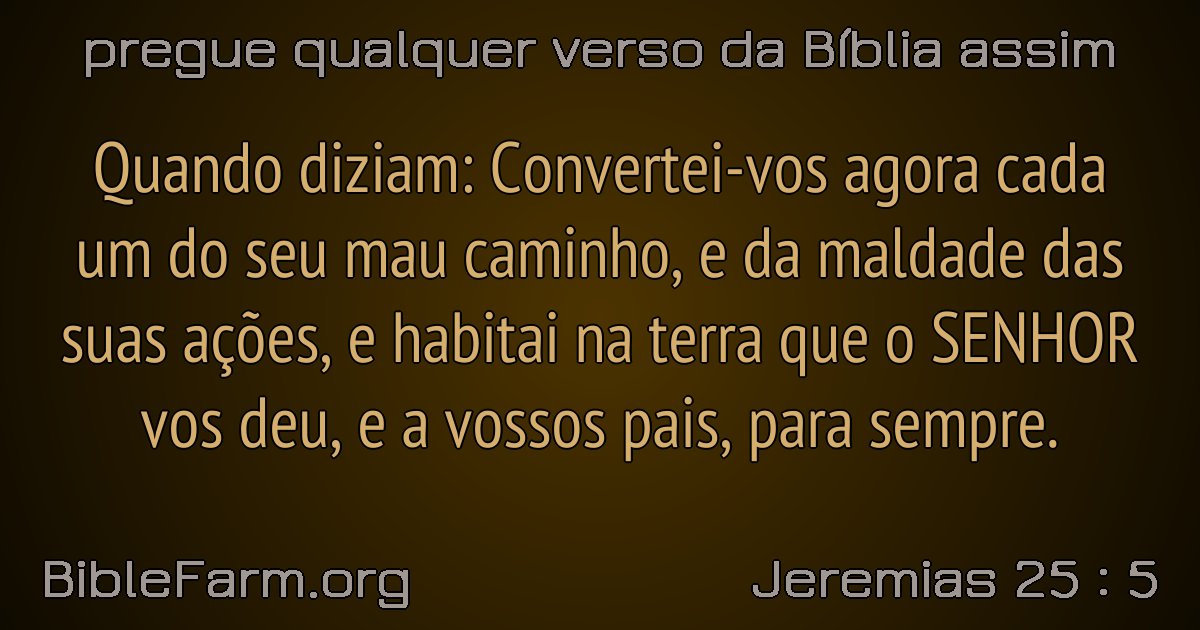 pregue qualquer verso da Bíblia assim
Quando diziam: Convertei-vos agora cada
um do seu mau caminho, e da maldade das
suas ações, e habitai na terra que o SENHOR
vos deu, e a vossos pais, para sempre.
BibleFarm.org
Jeremias 25 : 5